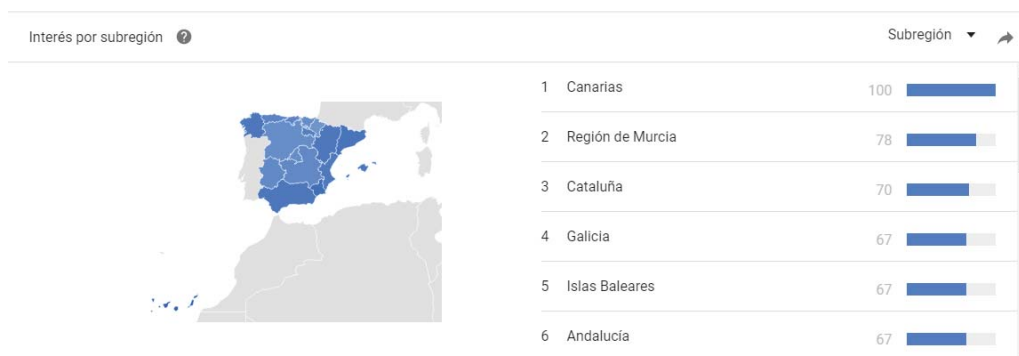 Interés por subregión
Subregión
1 Canarias 100
2 Región de Murcia 78
3 Cataluña 70
4 Galicia 67
5 Islas Baleares 67
6 Andalucía 67